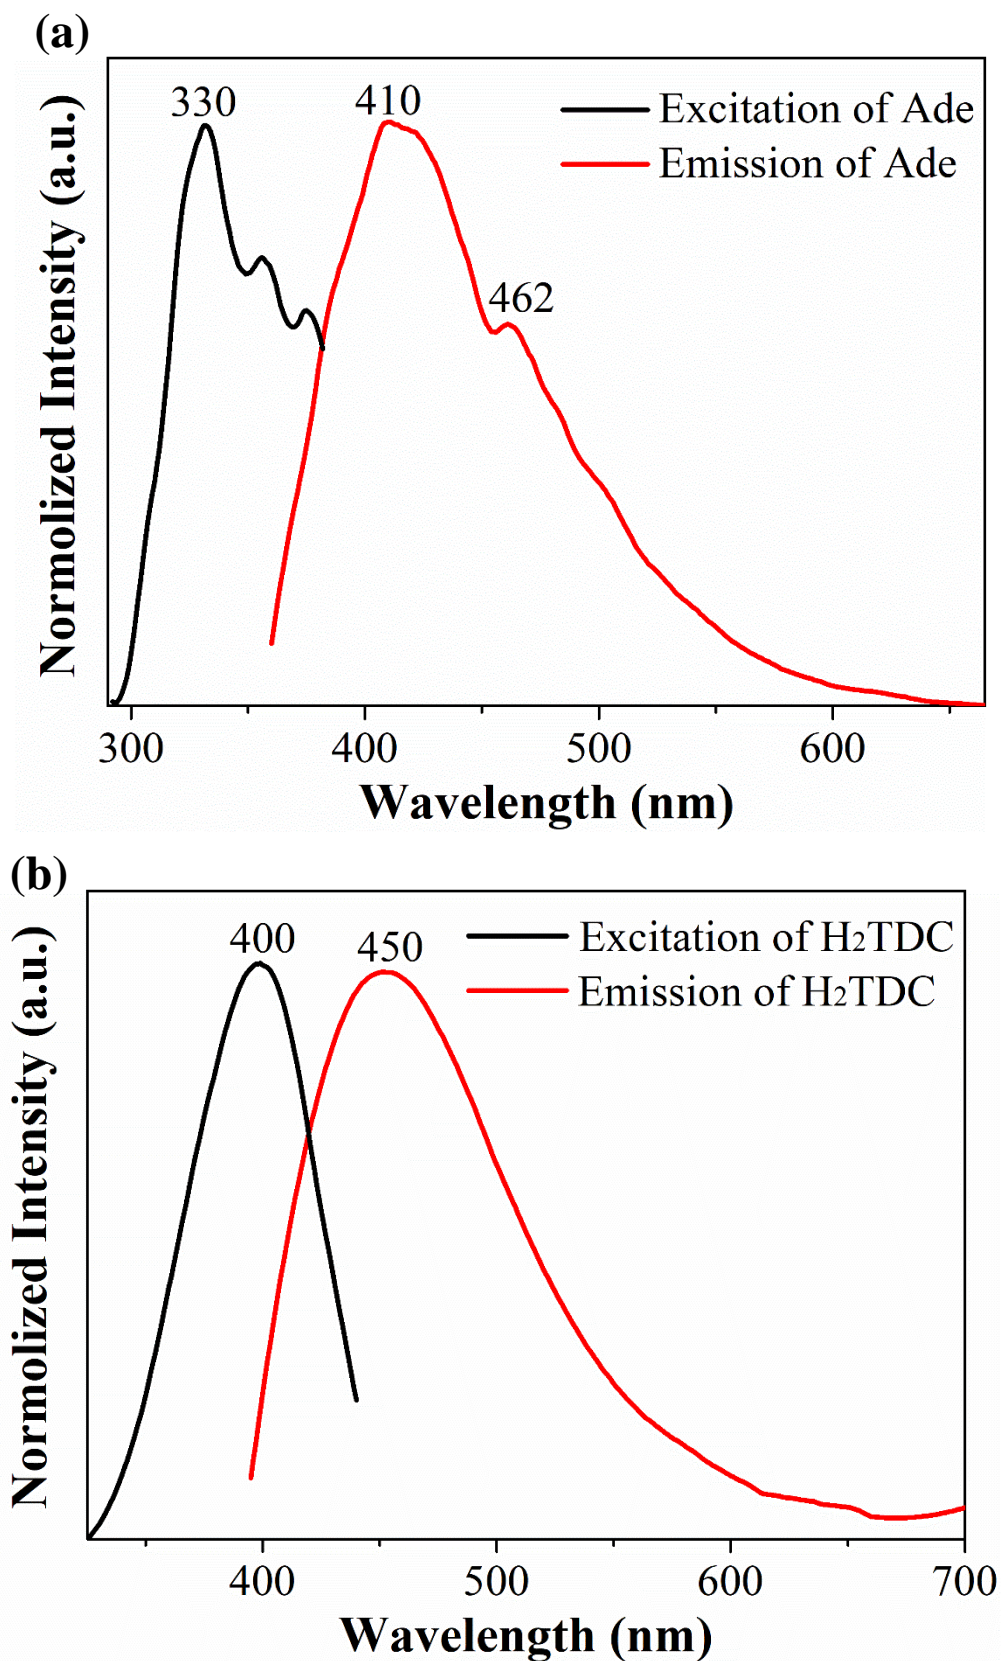 (a)
330
410
Excitation of Ade
Emission of Ade
462
Normolized Intensity (a.u.)
300
400
500
600
Wavelength (nm)
(b)
400
450
Excitation of H₂TDC
Emission of H₂TDC
Normolized Intensity (a.u.)
400
500
600
700
Wavelength (nm)